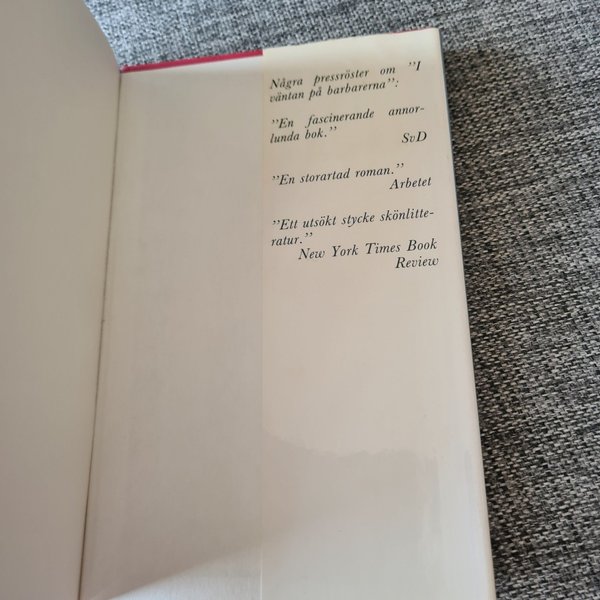 Några pressröster om ”I
väntan på barbarerna”:
”En fascinerande annor-
lunda bok.”
SvD
”En storartad roman.”
Arbetet
”Ett utsökt stycke skönlitte-
ratur.”
New York Times Book
Review